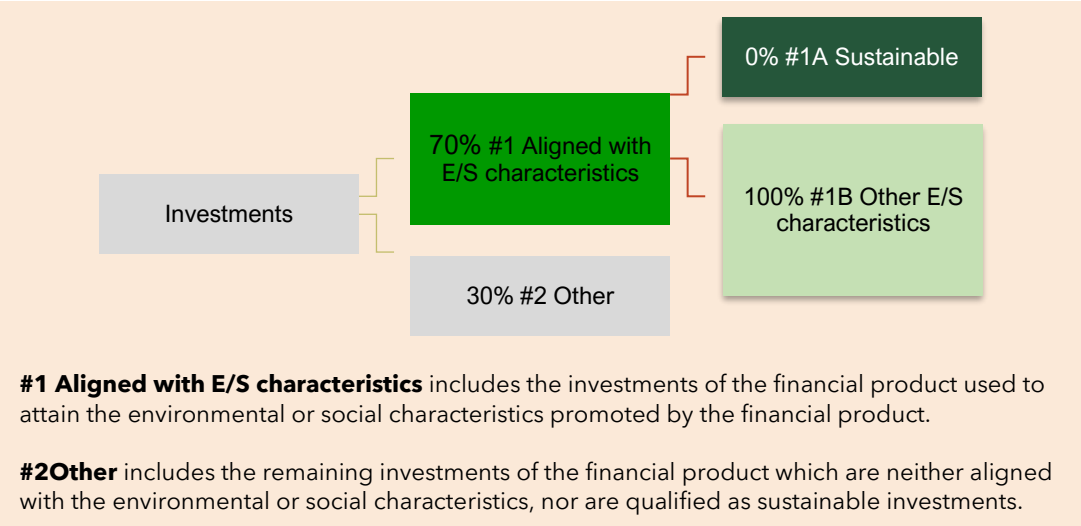 0% #1A Sustainable
70% #1 Aligned with
E/S characteristics
Investments
100% #1B Other E/S
characteristics
30% #2 Other
#1 Aligned with E/S characteristics includes the investments of the financial product used to
attain the environmental or social characteristics promoted by the financial product.
#2Other includes the remaining investments of the financial product which are neither aligned
with the environmental or social characteristics, nor are qualified as sustainable investments.